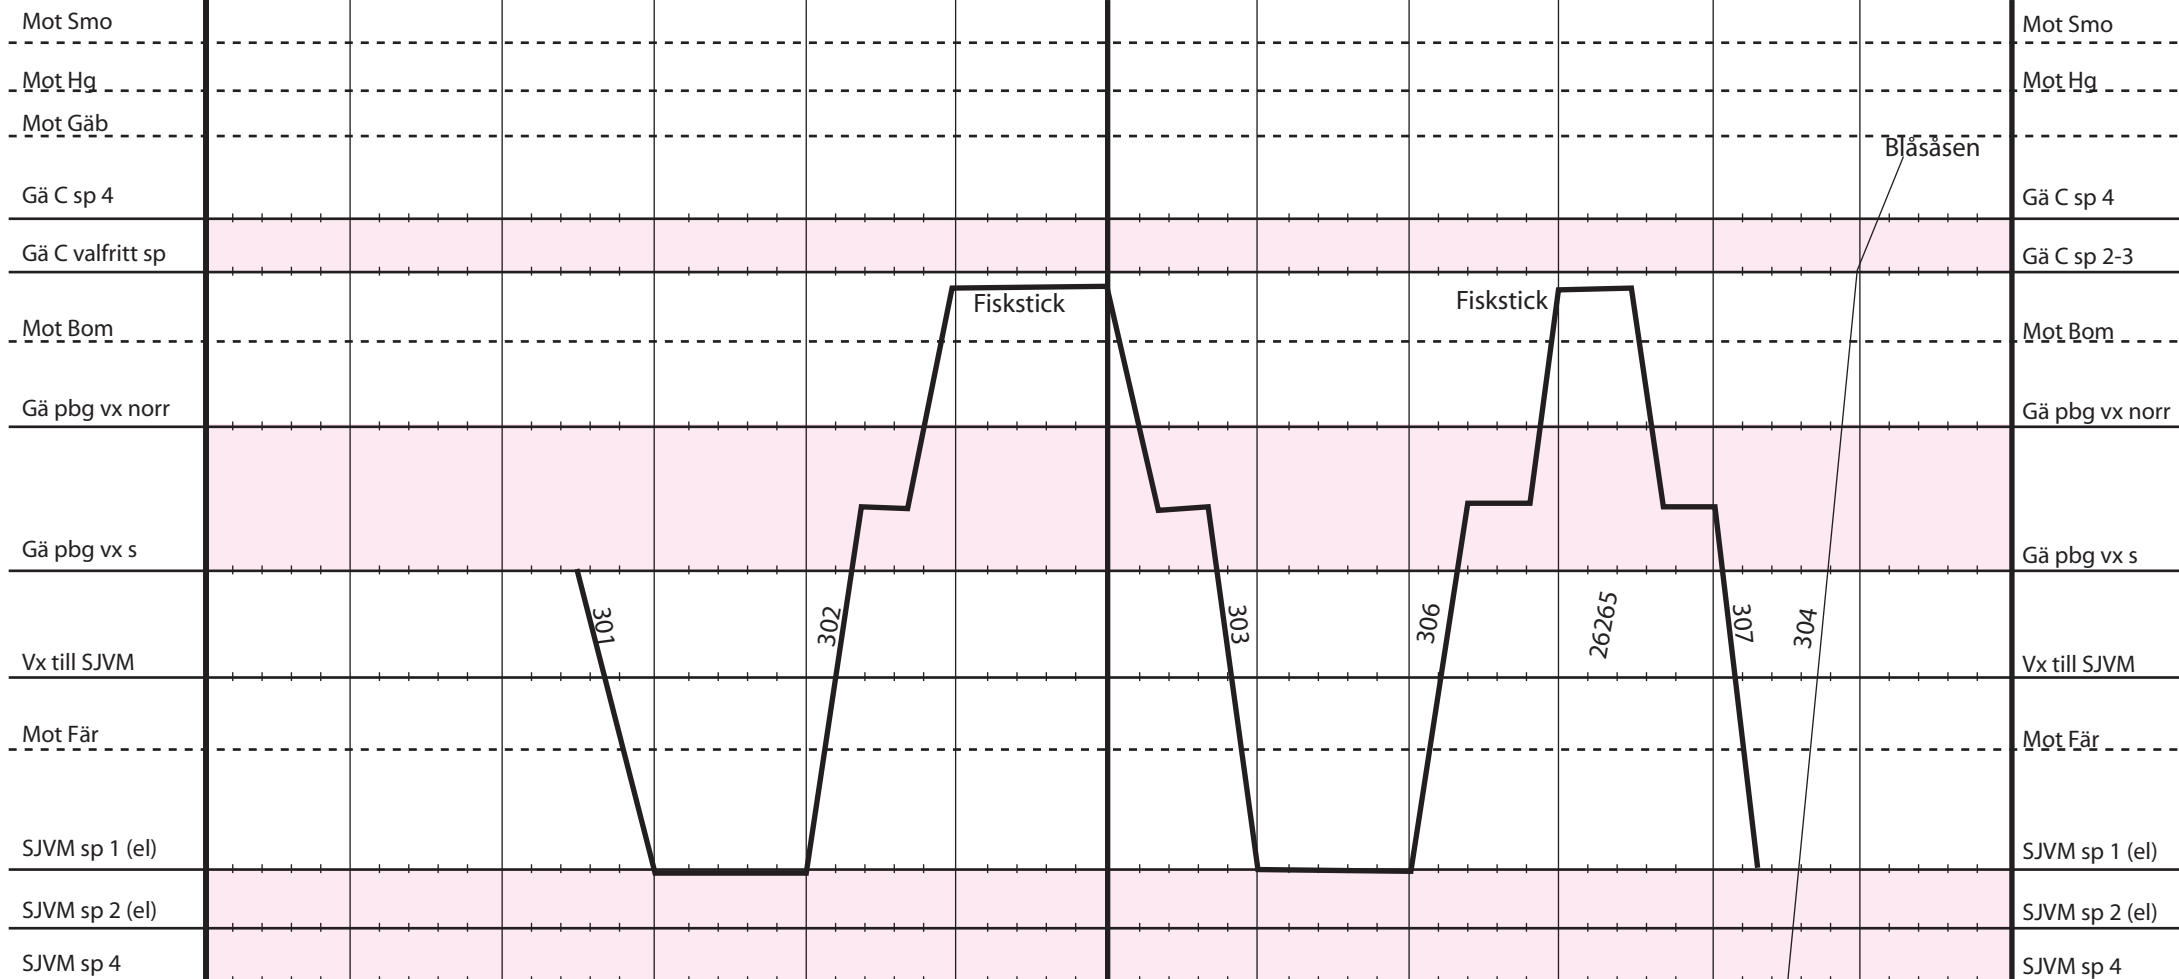 Mot Smo
Mot Smo
Mot Hg
Mot Hg
Mot Gäb
Blåsåsen
Gä C sp 4
Gä C sp 4
Gä C valfritt sp
Gä C sp 2-3
Fiskstick
Fiskstick
Mot Bom
Mot Bom
Gä pbg vx norr
Gä pbg vx norr
Gä pbg vx s
Gä pbg vx s
301
302
303
306
26265
307
304
Vx till SJVM
Vx till SJVM
Mot Fär
Mot Fär
SJVM sp 1 (el)
SJVM sp 1 (el)
SJVM sp 2 (el)
SJVM sp 2 (el)
SJVM sp 4
SJVM sp 4